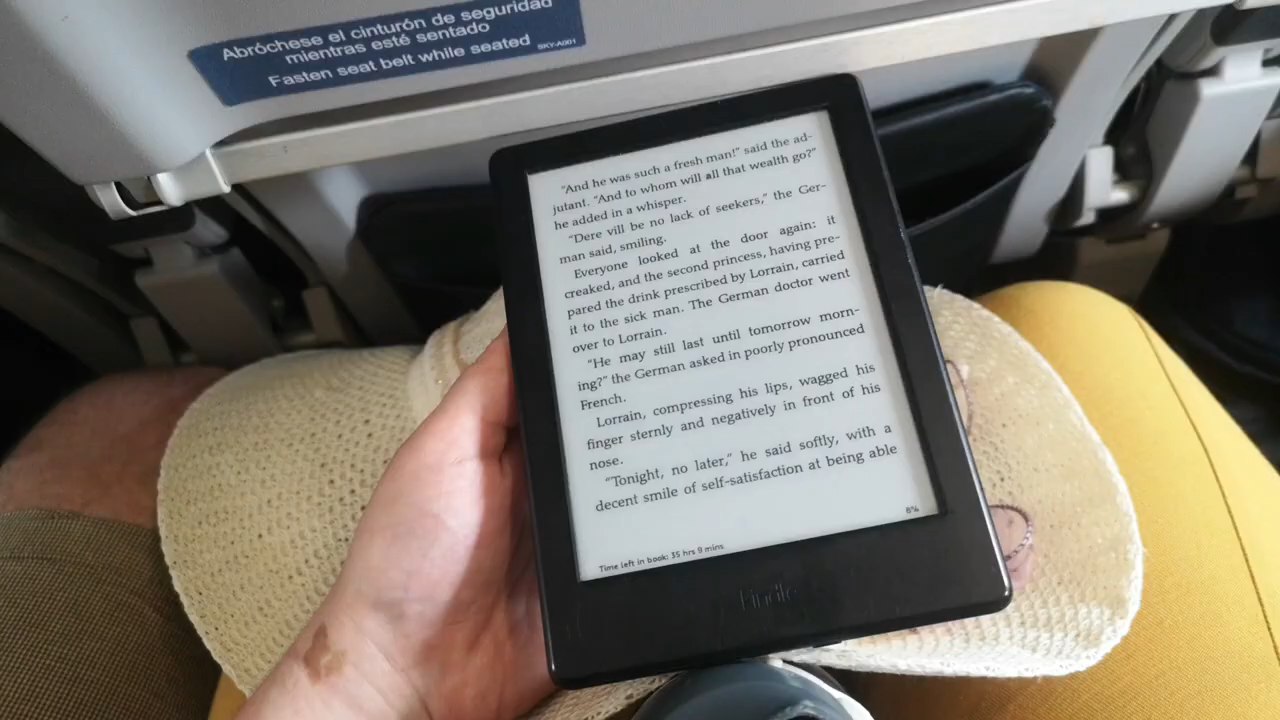 Abróchese el cinturón de seguridad
mientras esté sentado
Fasten seat belt while seated
SKY-A001
“And he was such a fresh man!” said the ad-
jutant. “And to whom will all that wealth go?”
he added in a whisper.
“Dere vill be no lack of seekers,” the Ger-
man said, smiling.
Everyone looked at the door again: it
creaked, and the second princess, having pre-
pared the drink prescribed by Lorrain, carried
it to the sick man. The German doctor went
over to Lorrain.
“He may still last until tomorrow morn-
ing?” the German asked in poorly pronounced
French.
Lorrain, compressing his lips, wagged his
finger sternly and negatively in front of his
nose.
“Tonight, no later,” he said softly, with a
decent smile of self-satisfaction at being able
Time left in book: 35 hrs 9 mins
8%
kindle